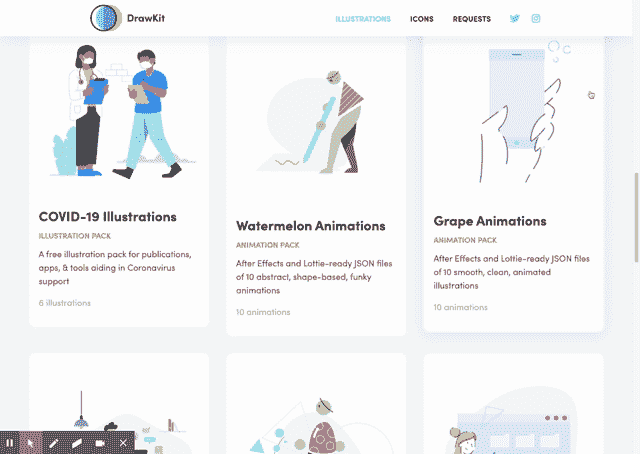 DrawKit
ILLUSTRATIONS ICONS REQUESTS
COVID-19 Illustrations
ILLUSTRATION PACK
A free illustration pack for publications,
apps, & tools aiding in Coronavirus
support
6 illustrations
Watermelon Animations
ANIMATION PACK
After Effects and Lottie-ready JSON files
of 10 abstract, shape-based, funky
animations
10 animations
Grape Animations
ANIMATION PACK
After Effects and Lottie-ready JSON files
of 10 smooth, clean, animated
illustrations
10 animations